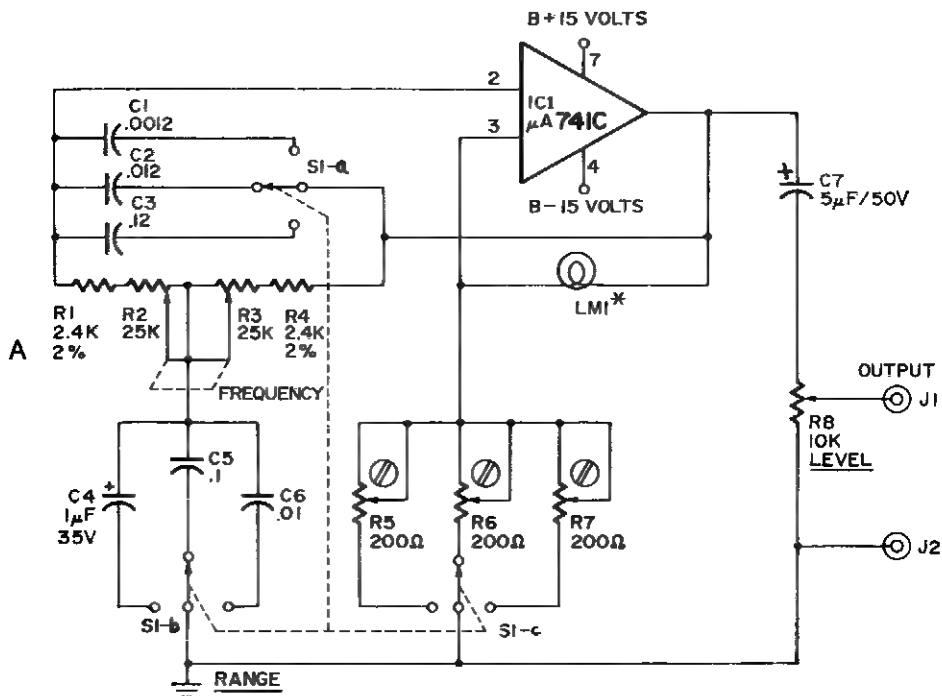 B+15 VOLTS
7
2
IC1
μA 741C
3
4
B-15 VOLTS
C1
.0012
C2
.012
C3
.12
S1-a
+
C7
5μF/50V
LM1*
R1
2.4K
2%
R2
25K
R3
25K
R4
2.4K
2%
A
FREQUENCY
OUTPUT
J1
R8
10K
LEVEL
J2
+
C4
1μF
35V
C5
.1
C6
.01
R5
200Ω
R6
200Ω
R7
200Ω
S1-b
S1-c
RANGE